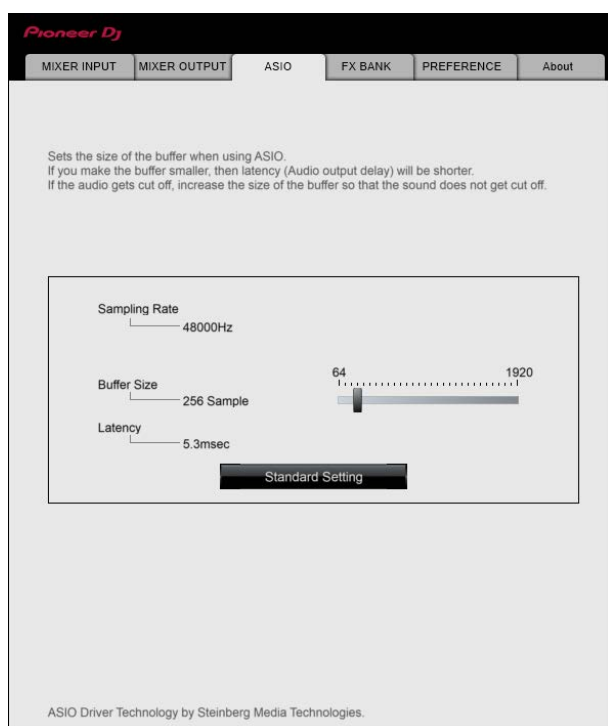 Pioneer Dj
MIXER INPUT MIXER OUTPUT ASIO FX BANK PREFERENCE About
Sets the size of the buffer when using ASIO.
If you make the buffer smaller, then latency (Audio output delay) will be shorter.
If the audio gets cut off, increase the size of the buffer so that the sound does not get cut off.
Sampling Rate
48000Hz
64 1920
Buffer Size
256 Sample
Latency
5.3msec
Standard Setting
ASIO Driver Technology by Steinberg Media Technologies.